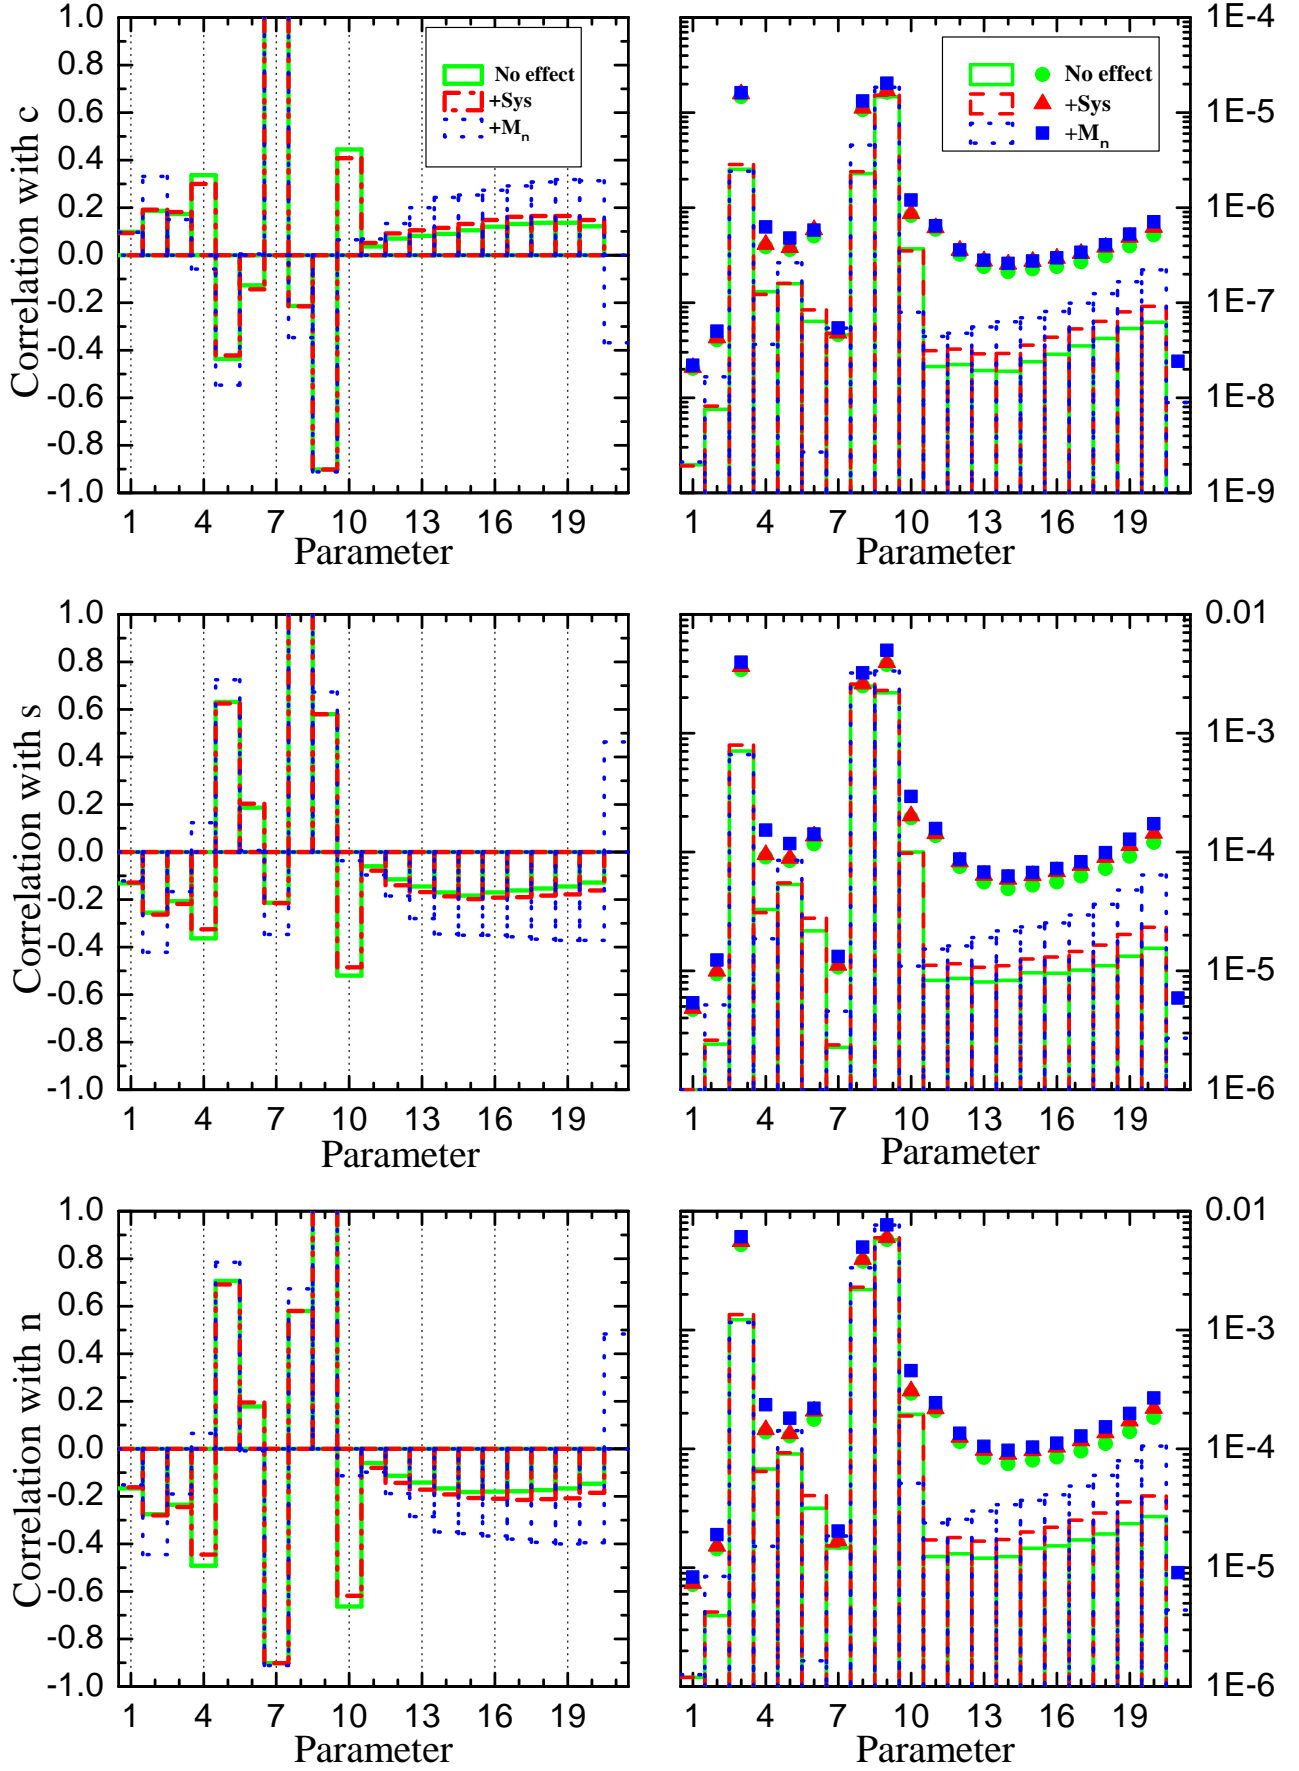 Correlation with c
1.0
0.8
0.6
0.4
0.2
0.0
-0.2
-0.4
-0.6
-0.8
-1.0
No effect
+Sys
+Mn
1 4 7 10 13 16 19
Parameter
No effect
+Sys
+Mn
1E-4
1E-5
1E-6
1E-7
1E-8
1E-9
1 4 7 10 13 16 19
Parameter
Correlation with s
1.0
0.8
0.6
0.4
0.2
0.0
-0.2
-0.4
-0.6
-0.8
-1.0
1 4 7 10 13 16 19
Parameter
0.01
1E-3
1E-4
1E-5
1E-6
1 4 7 10 13 16 19
Parameter
Correlation with n
1.0
0.8
0.6
0.4
0.2
0.0
-0.2
-0.4
-0.6
-0.8
-1.0
1 4 7 10 13 16 19
Parameter
0.01
1E-3
1E-4
1E-5
1E-6
1 4 7 10 13 16 19
Parameter